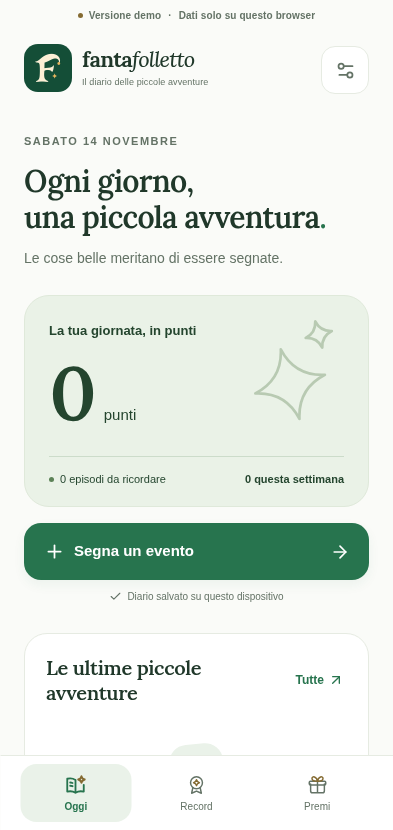 Versione demo · Dati solo su questo browser
fantafolletto
Il diario delle piccole avventure
SABATO 14 NOVEMBRE
Ogni giorno,
una piccola avventura.
Le cose belle meritano di essere segnate.
La tua giornata, in punti
0 punti
0 episodi da ricordare
0 questa settimana
Segna un evento
Diario salvato su questo dispositivo
Le ultime piccole
avventure
Tutte
Oggi
Record
Premi